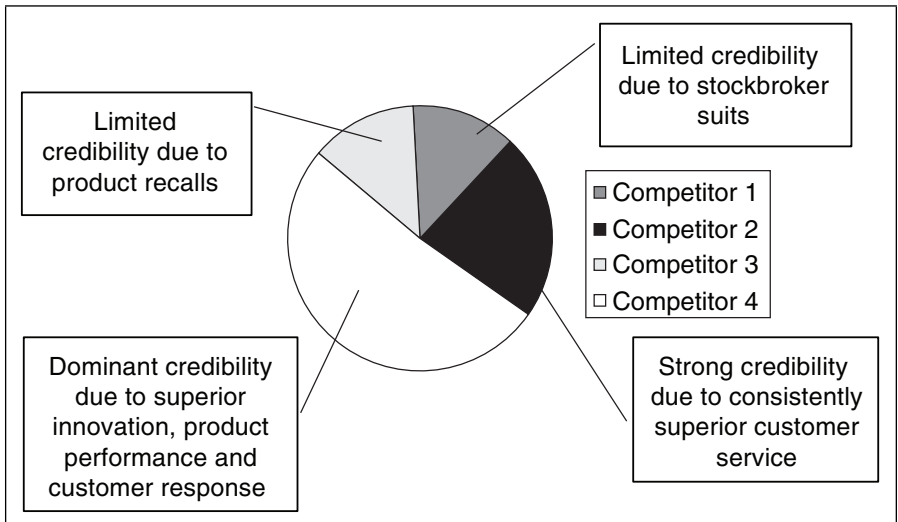 Limited credibility
due to stockbroker
suits
Limited
credibility due to
product recalls
Competitor 1
Competitor 2
Competitor 3
Competitor 4
Dominant credibility
due to superior
innovation, product
performance and
customer response
Strong credibility
due to consistently
superior customer
service